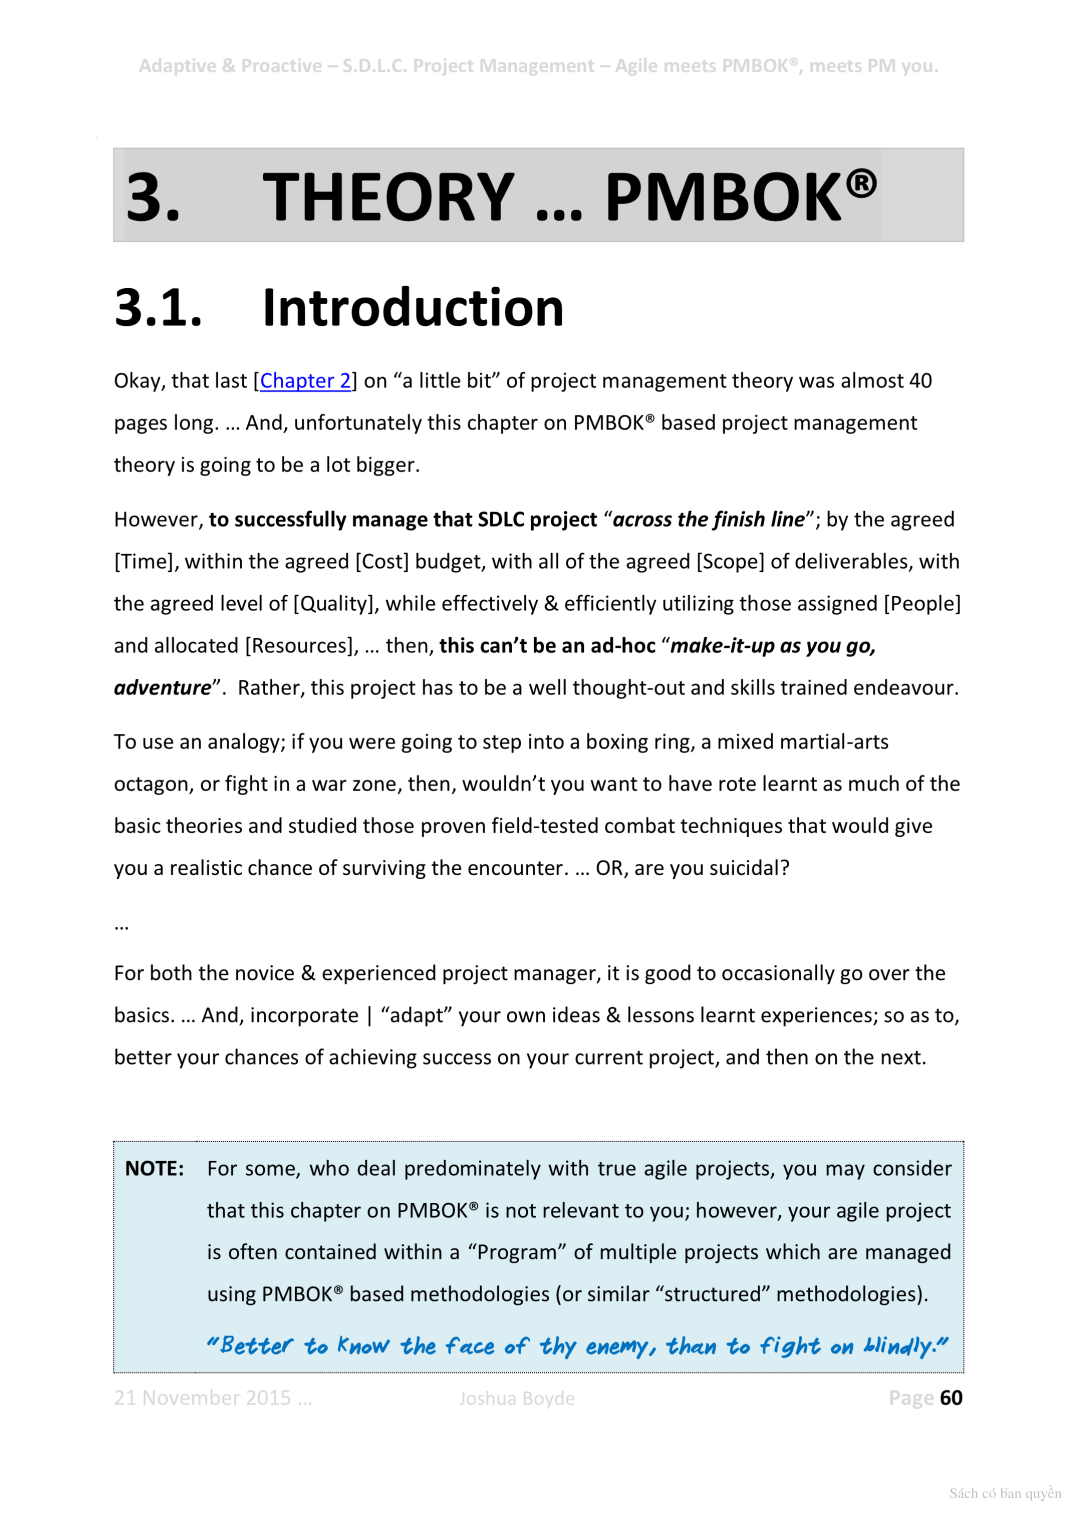 Adaptive & Proactive – S.D.L.C. Project Management – Agile meets PMBOK®, meets PM you.
3. THEORY ... PMBOK®
3.1. Introduction
Okay, that last [Chapter 2] on “a little bit” of project management theory was almost 40
pages long. ... And, unfortunately this chapter on PMBOK® based project management
theory is going to be a lot bigger.
However, to successfully manage that SDLC project “across the finish line”; by the agreed
[Time], within the agreed [Cost] budget, with all of the agreed [Scope] of deliverables, with
the agreed level of [Quality], while effectively & efficiently utilizing those assigned [People]
and allocated [Resources], ... then, this can’t be an ad-hoc “make-it-up as you go,
adventure”.  Rather, this project has to be a well thought-out and skills trained endeavour.
To use an analogy; if you were going to step into a boxing ring, a mixed martial-arts
octagon, or fight in a war zone, then, wouldn’t you want to have rote learnt as much of the
basic theories and studied those proven field-tested combat techniques that would give
you a realistic chance of surviving the encounter. ... OR, are you suicidal?
...
For both the novice & experienced project manager, it is good to occasionally go over the
basics. ... And, incorporate | “adapt” your own ideas & lessons learnt experiences; so as to,
better your chances of achieving success on your current project, and then on the next.
NOTE: For some, who deal predominately with true agile projects, you may consider
that this chapter on PMBOK® is not relevant to you; however, your agile project
is often contained within a “Program” of multiple projects which are managed
using PMBOK® based methodologies (or similar “structured” methodologies).
“Better to know the face of thy enemy, than to fight on blindly.”
21 November 2015 ... Joshua Boyde Page 60
Sách có bản quyền